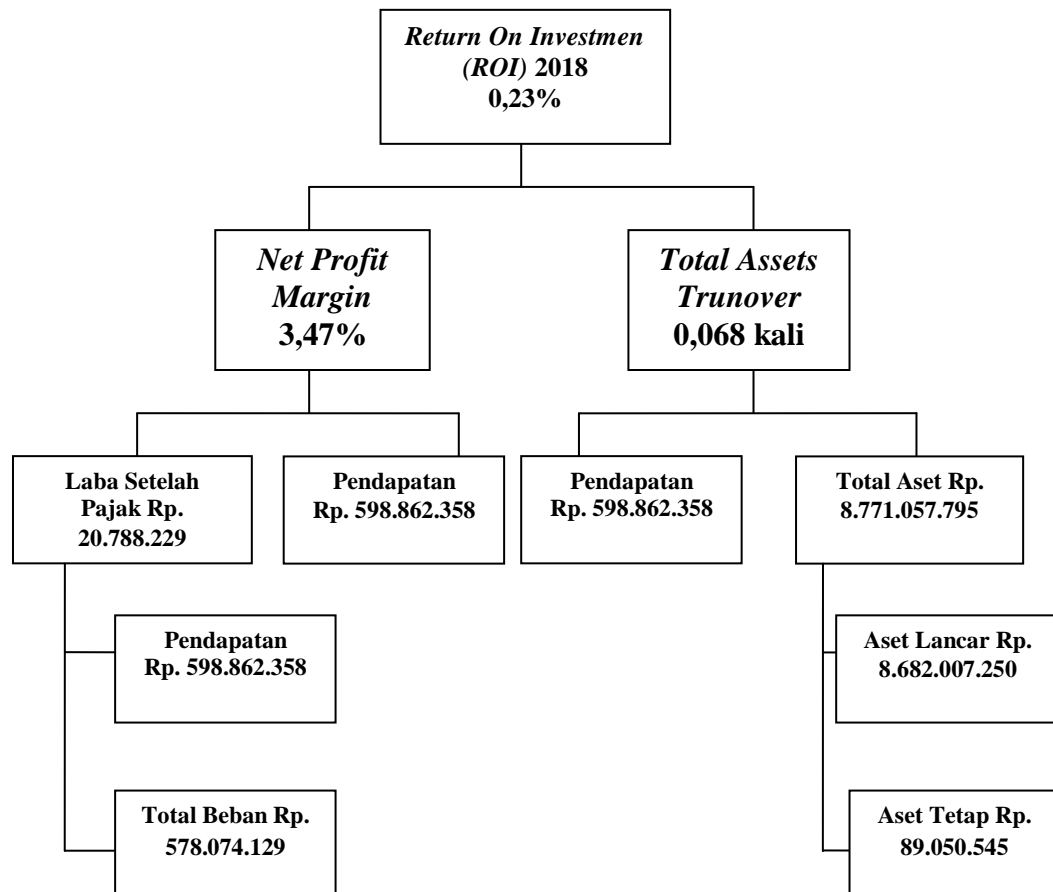 Return On Investmen
(ROI) 2018
0,23%
Net Profit
Margin
3,47%
Total Assets
Trunover
0,068 kali
Laba Setelah
Pajak Rp.
20.788.229
Pendapatan
Rp. 598.862.358
Pendapatan
Rp. 598.862.358
Total Aset Rp.
8.771.057.795
Pendapatan
Rp. 598.862.358
Aset Lancar Rp.
8.682.007.250
Total Beban Rp.
578.074.129
Aset Tetap Rp.
89.050.545